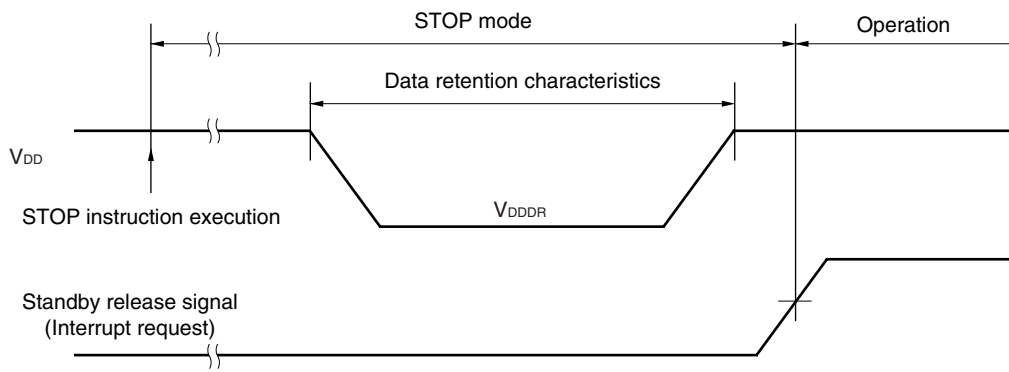 STOP mode
Operation
Data retention characteristics
VDD
STOP instruction execution
VDDDR
Standby release signal
(Interrupt request)